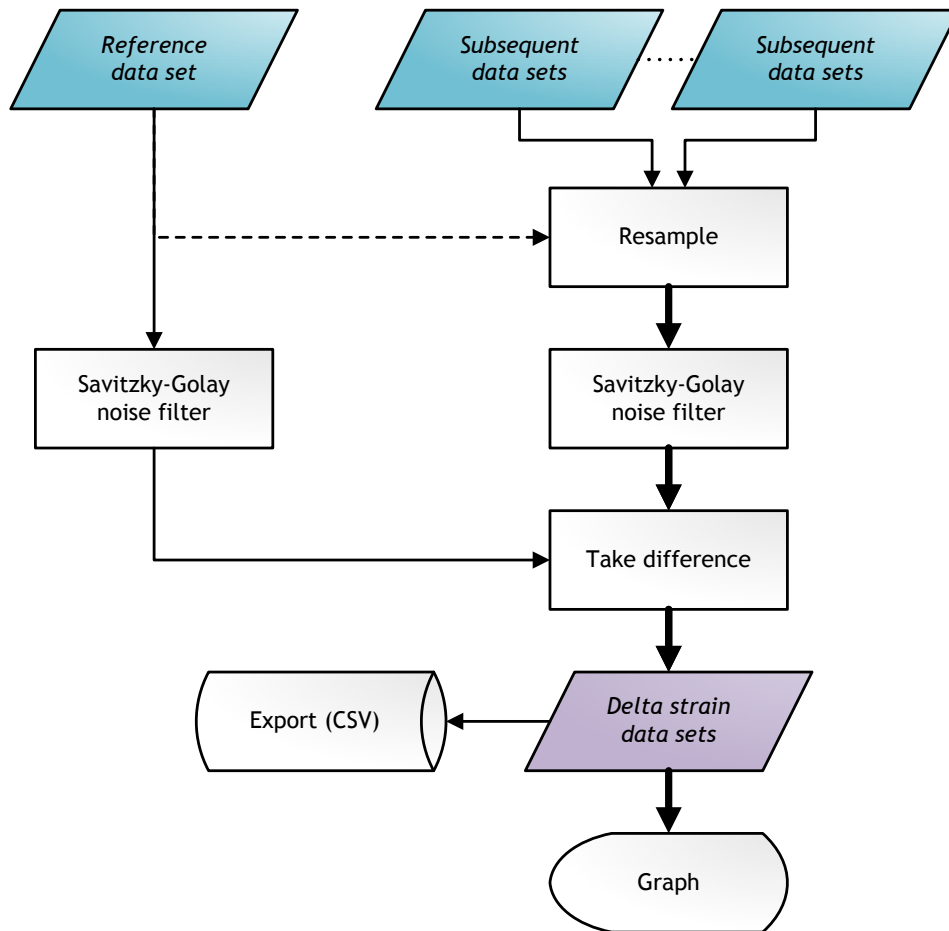 Reference
data set
Subsequent
data sets
Subsequent
data sets
Resample
Savitzky-Golay
noise filter
Savitzky-Golay
noise filter
Take difference
Export (CSV)
Delta strain
data sets
Graph